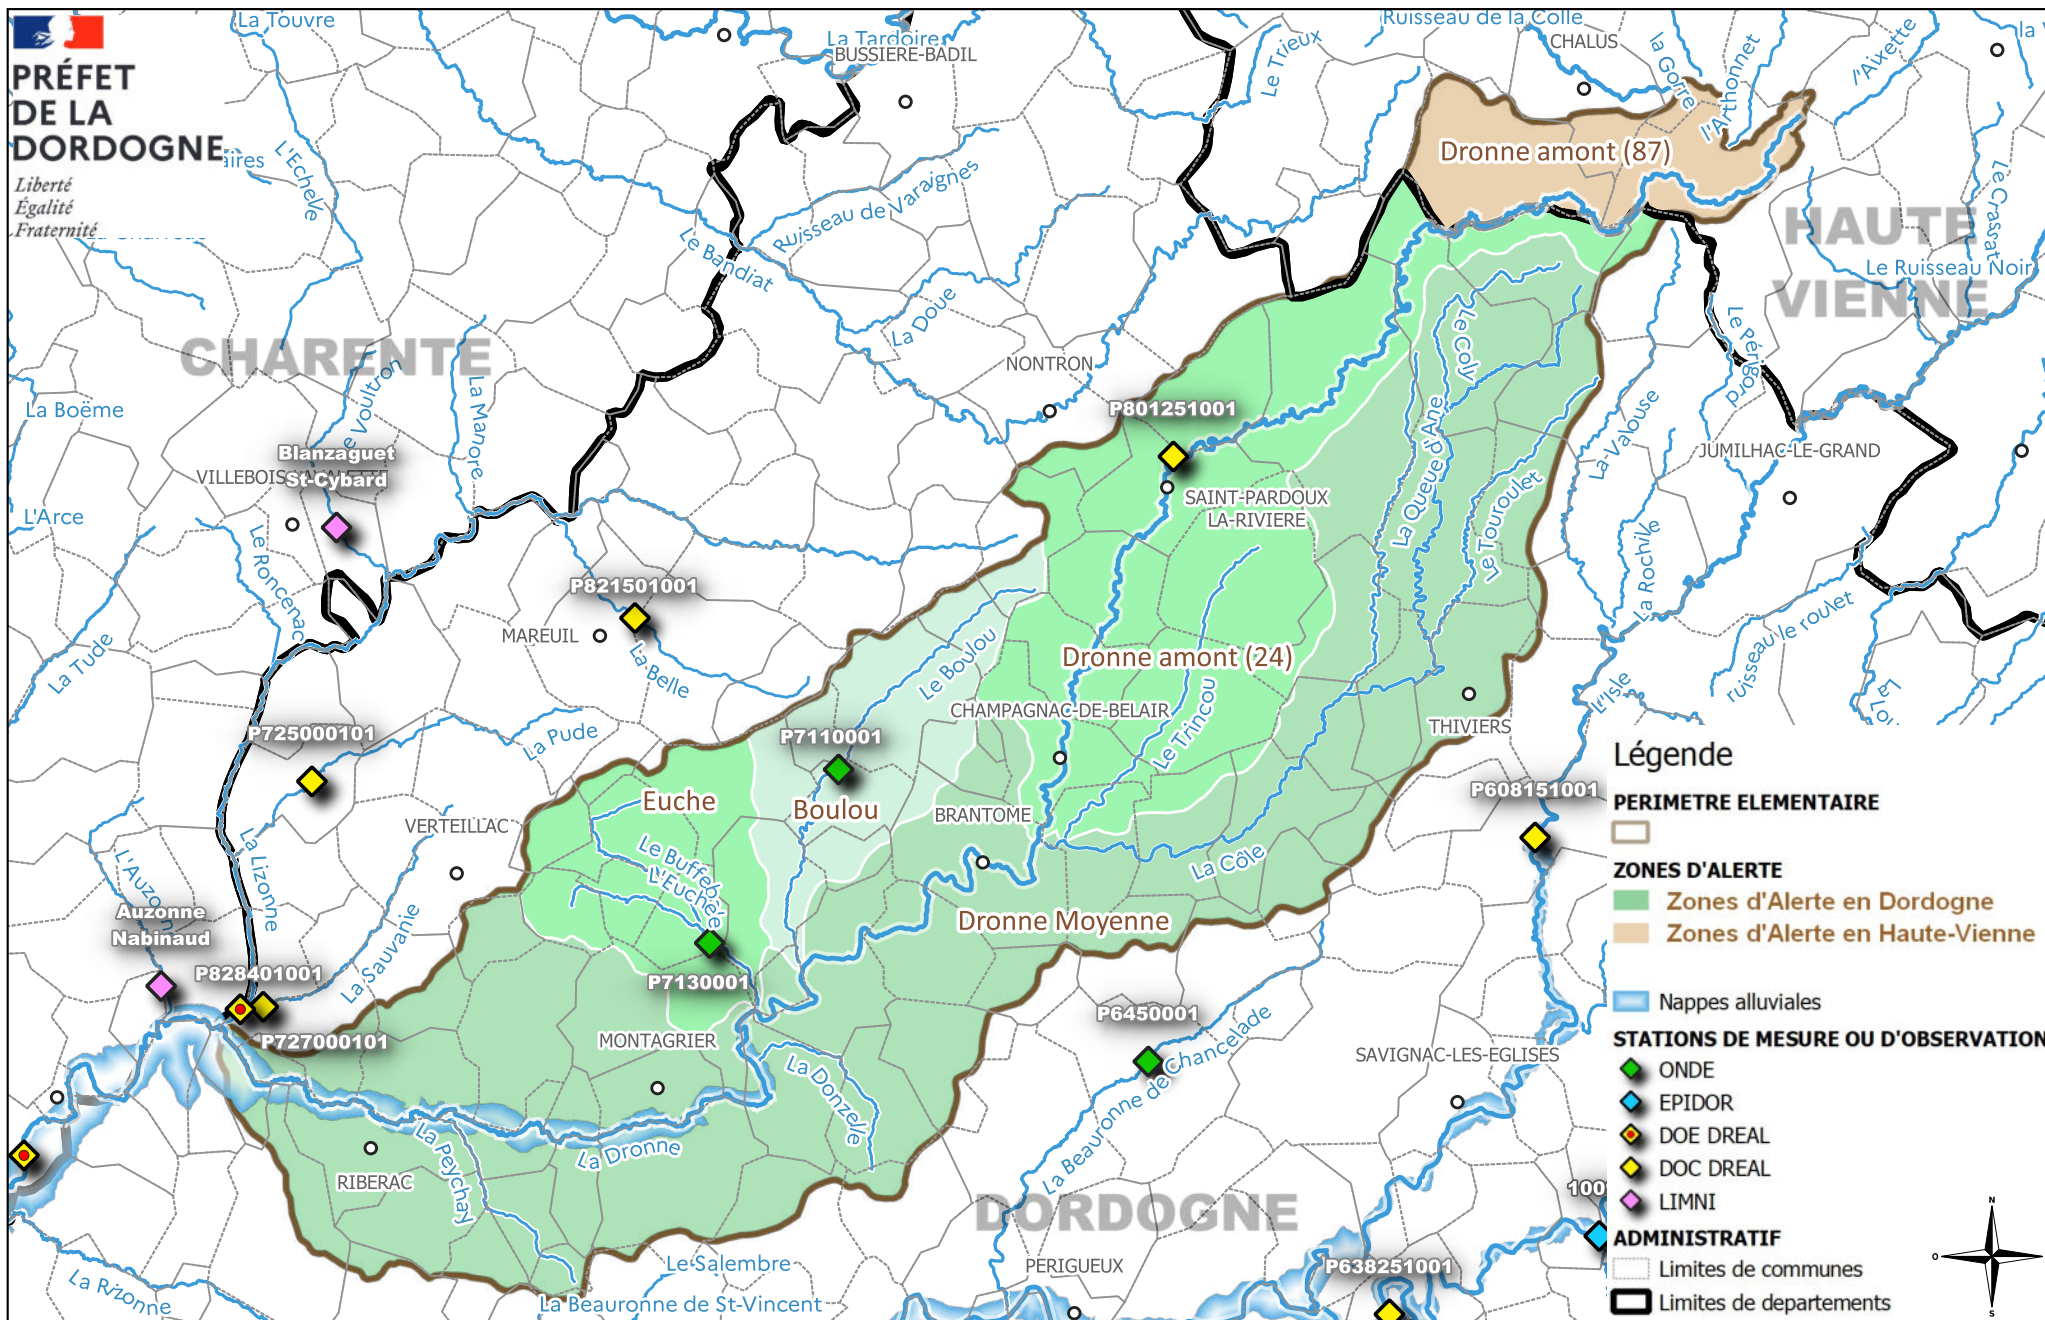 PRÉFET
DE LA
DORDOGNE
Liberté
Égalité
Fraternité
La Touvre
La Tardoire
BUSSIERE-BADIL
Ruisseau de la Colle
CHALUS
la Gorre
l'Arthonnet
l'Aixette
Le Trieux
L'Echelle
Ruisseau de Varaignes
Le Bandiat
La Doue
Dronne amont (87)
HAUTE
VIENNE
Le Crassat
Le Ruisseau Noir
Le Périgord
CHARENTE
Le Voultron
La Manore
La Boëme
NONTRON
Le Coly
La Queue d'Ane
La Valouse
P801251001
JUMILHAC-LE-GRAND
Blanzaguet
St-Cybard
L'Arce
Le Roncenac
SAINT-PARDOUX
LA-RIVIERE
Le Touroulet
La Rochille
P821501001
MAREUIL
La Belle
La Tude
Le Boulou
Dronne amont (24)
ruisseau le roulet
L'Isle
CHAMPAGNAC-DE-BELAIR
Le Trincou
THIVIERS
P725000101
La Pude
P7110001
P608151001
Euche
Boulou
BRANTOME
VERTEILLAC
Le Buffebale
L'Euche
La Côle
L'Auzonne
La Lizonne
La Sauvanie
Auzonne
Nabinaud
Dronne Moyenne
P828401001
P7130001
P727000101
MONTAGRIER
P6450001
La Beauronne de Chancelade
SAVIGNAC-LES-EGLISES
La Donzelle
La Dronne
La Peychay
RIBERAC
DORDOGNE
Le Salembre
PERIGUEUX
P638251001
La Rizonne
La Beauronne de St-Vincent
Légende
PERIMETRE ELEMENTAIRE
ZONES D'ALERTE
Zones d'Alerte en Dordogne
Zones d'Alerte en Haute-Vienne
Nappes alluviales
STATIONS DE MESURE OU D'OBSERVATION
ONDE
EPIDOR
DOE DREAL
DOC DREAL
LIMNI
ADMINISTRATIF
Limites de communes
Limites de departements
N
O
S